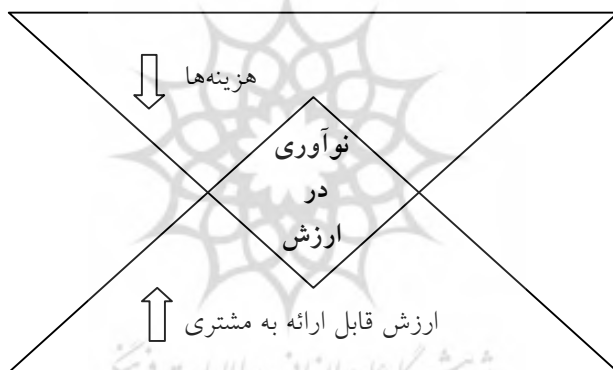 هزینه‌ها
نوآوری
در
ارزش
ارزش قابل ارائه به مشتری